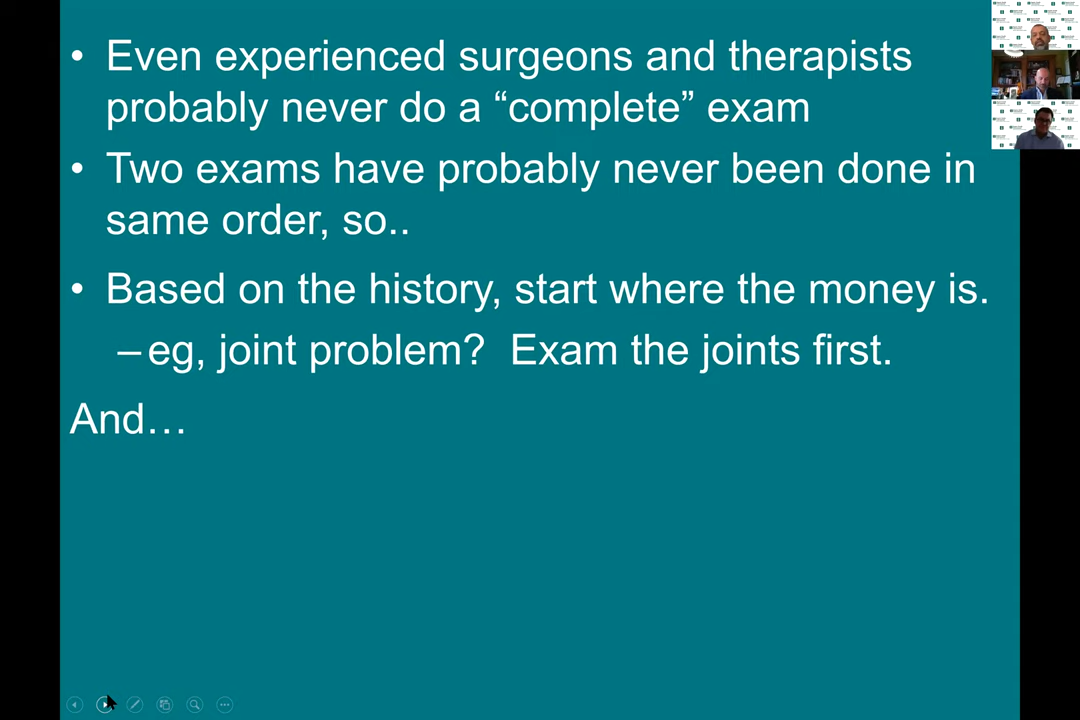 • Even experienced surgeons and therapists
probably never do a “complete” exam
• Two exams have probably never been done in
same order, so..
• Based on the history, start where the money is.
– eg, joint problem?  Exam the joints first.
And…